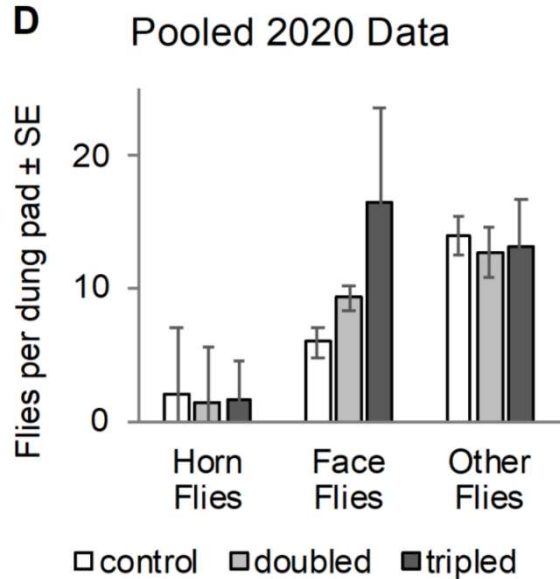 D
Pooled 2020 Data
Flies per dung pad ± SE
20
10
0
Horn
Flies
Face
Flies
Other
Flies
control
doubled
tripled